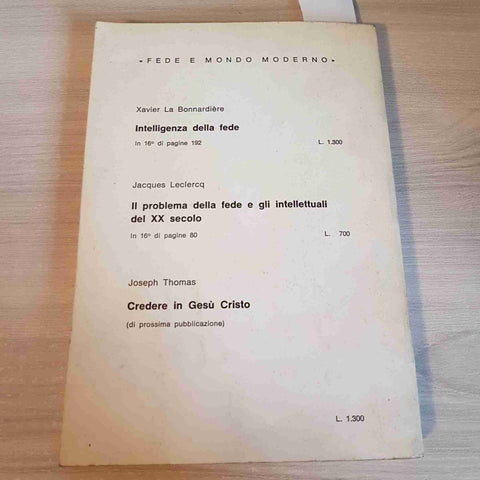 «FEDE E MONDO MODERNO»
Xavier La Bonnardière
Intelligenza della fede
In 16º di pagine 192 L. 1.300
Jacques Leclercq
Il problema della fede e gli intellettuali
del XX secolo
In 16º di pagine 80 L. 700
Joseph Thomas
Credere in Gesù Cristo
(di prossima pubblicazione)
L. 1.300